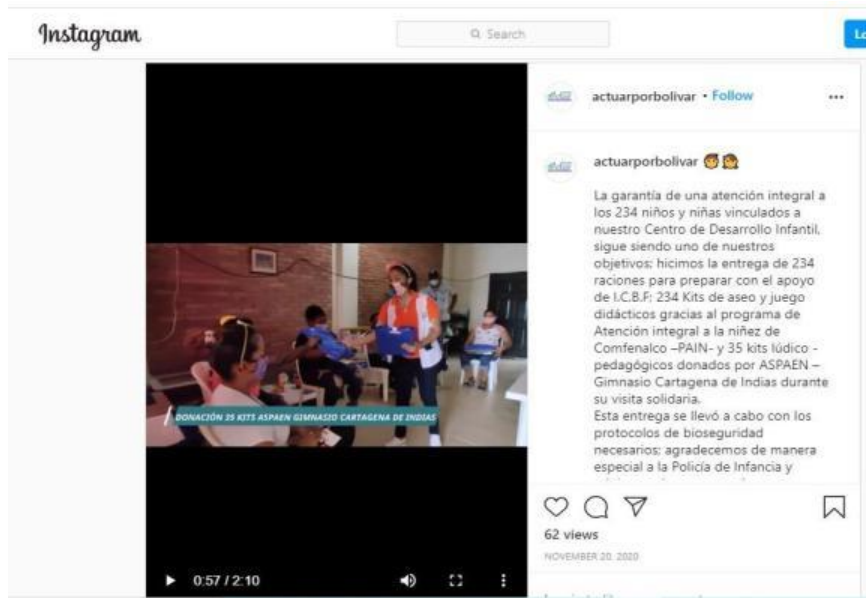 Instagram
Search
actuarporbolivar • Follow
actuarporbolivar
La garantía de una atención integral a
los 234 niños y niñas vinculados a
nuestro Centro de Desarrollo Infantil,
sigue siendo uno de nuestros
objetivos; hicimos la entrega de 234
raciones para preparar con el apoyo
de I.C.B.F; 234 Kits de aseo y juego
didácticos gracias al programa de
Atención integral a la niñez de
Comfenalco –PAIN- y 35 kits lúdico -
pedagógicos donados por ASPAEN –
Gimnasio Cartagena de Indias durante
su visita solidaria.
Esta entrega se llevó a cabo con los
protocolos de bioseguridad
necesarios; agradecemos de manera
especial a la Policía de Infancia y
DONACIÓN 35 KITS ASPAEN GIMNASIO CARTAGENA DE INDIAS
0:57 / 2:10
62 views
NOVEMBER 20, 2020